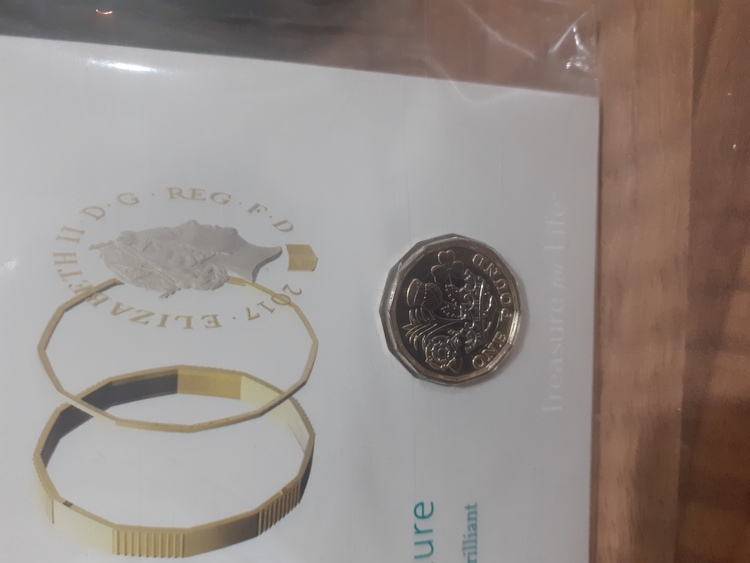 2017 · ELIZABETH II · D · G · REG · F · D
ONE POUND
Treasure for Life
ure
rilliant